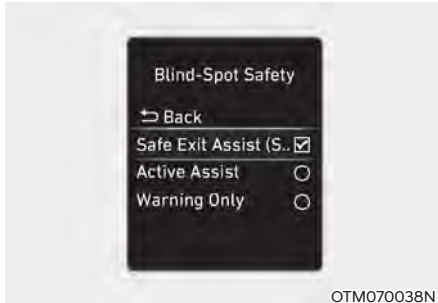 Blind-Spot Safety
Back
Safe Exit Assist (S..
Active Assist
Warning Only
OTM070038N